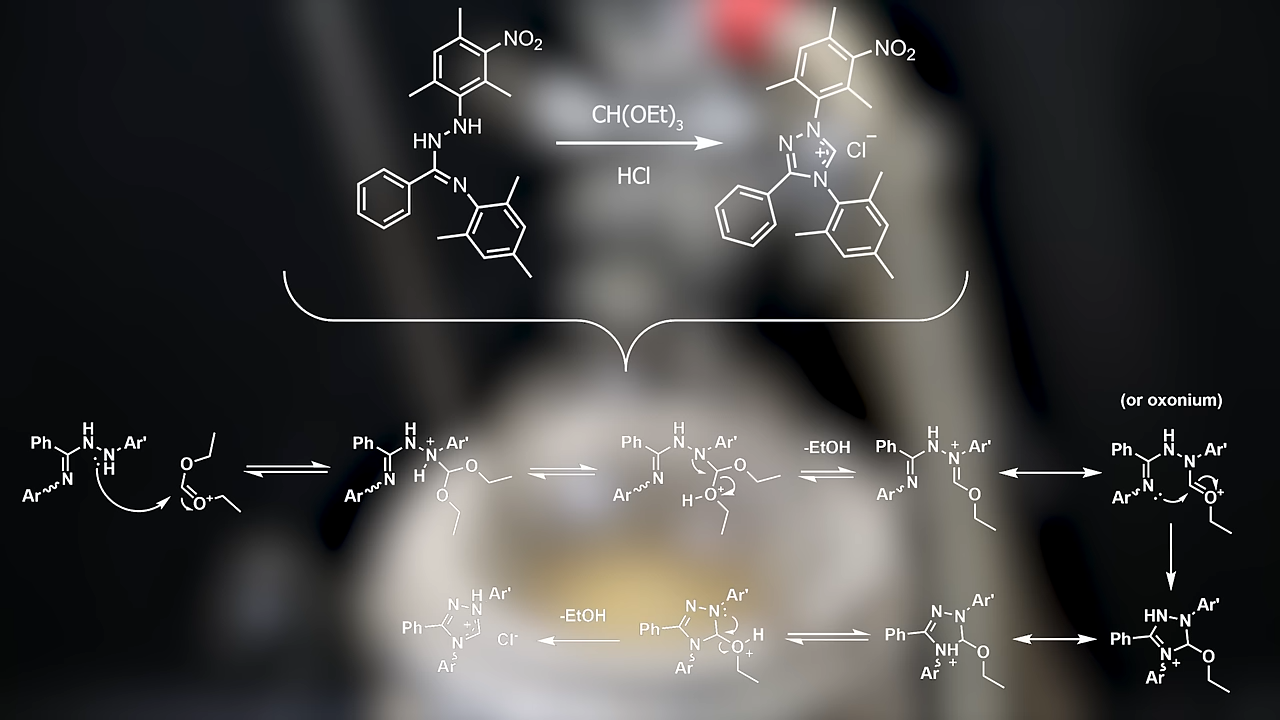 NO₂
NO₂
NH
HN
N
CH(OEt)₃
HCl
N
N
N
+
Cl⁻
(or oxonium)
Ph
H
N
Ar'
N
H
N
Ar
O
O⁺
Ph
H
N
+
N
Ar'
N
H
Ar
O
O
Ph
H
N
N
Ar'
N
Ar
O
H-O⁺
-EtOH
Ph
H
N
+
N
Ar'
N
Ar
O
Ph
H
N
N
Ar'
N
Ar
O⁺
Ph
N
N
H
Ar'
+
N
Ar
Cl⁻
-EtOH
Ph
N
N
Ar'
N
Ar
O
H
+
Ph
N
N
Ar'
NH
+
Ar
O
Ph
HN
N
Ar'
N
+
Ar
O